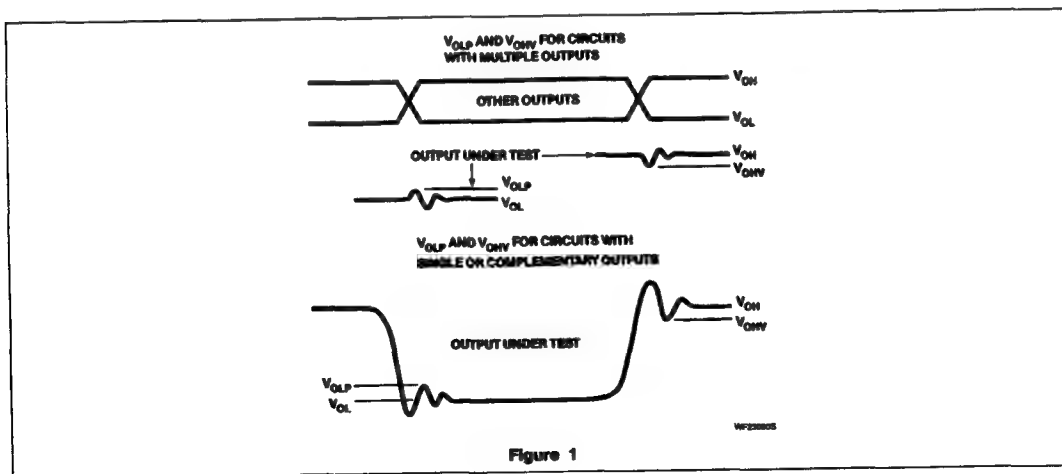 VOLP AND VOHV FOR CIRCUITS
WITH MULTIPLE OUTPUTS
VOH
OTHER OUTPUTS
VOL
OUTPUT UNDER TEST
VOH
VOHV
VOLP
VOL
VOLP AND VOHV FOR CIRCUITS WITH
SINGLE OR COMPLEMENTARY OUTPUTS
VOH
VOHV
OUTPUT UNDER TEST
VOLP
VOL
Figure 1